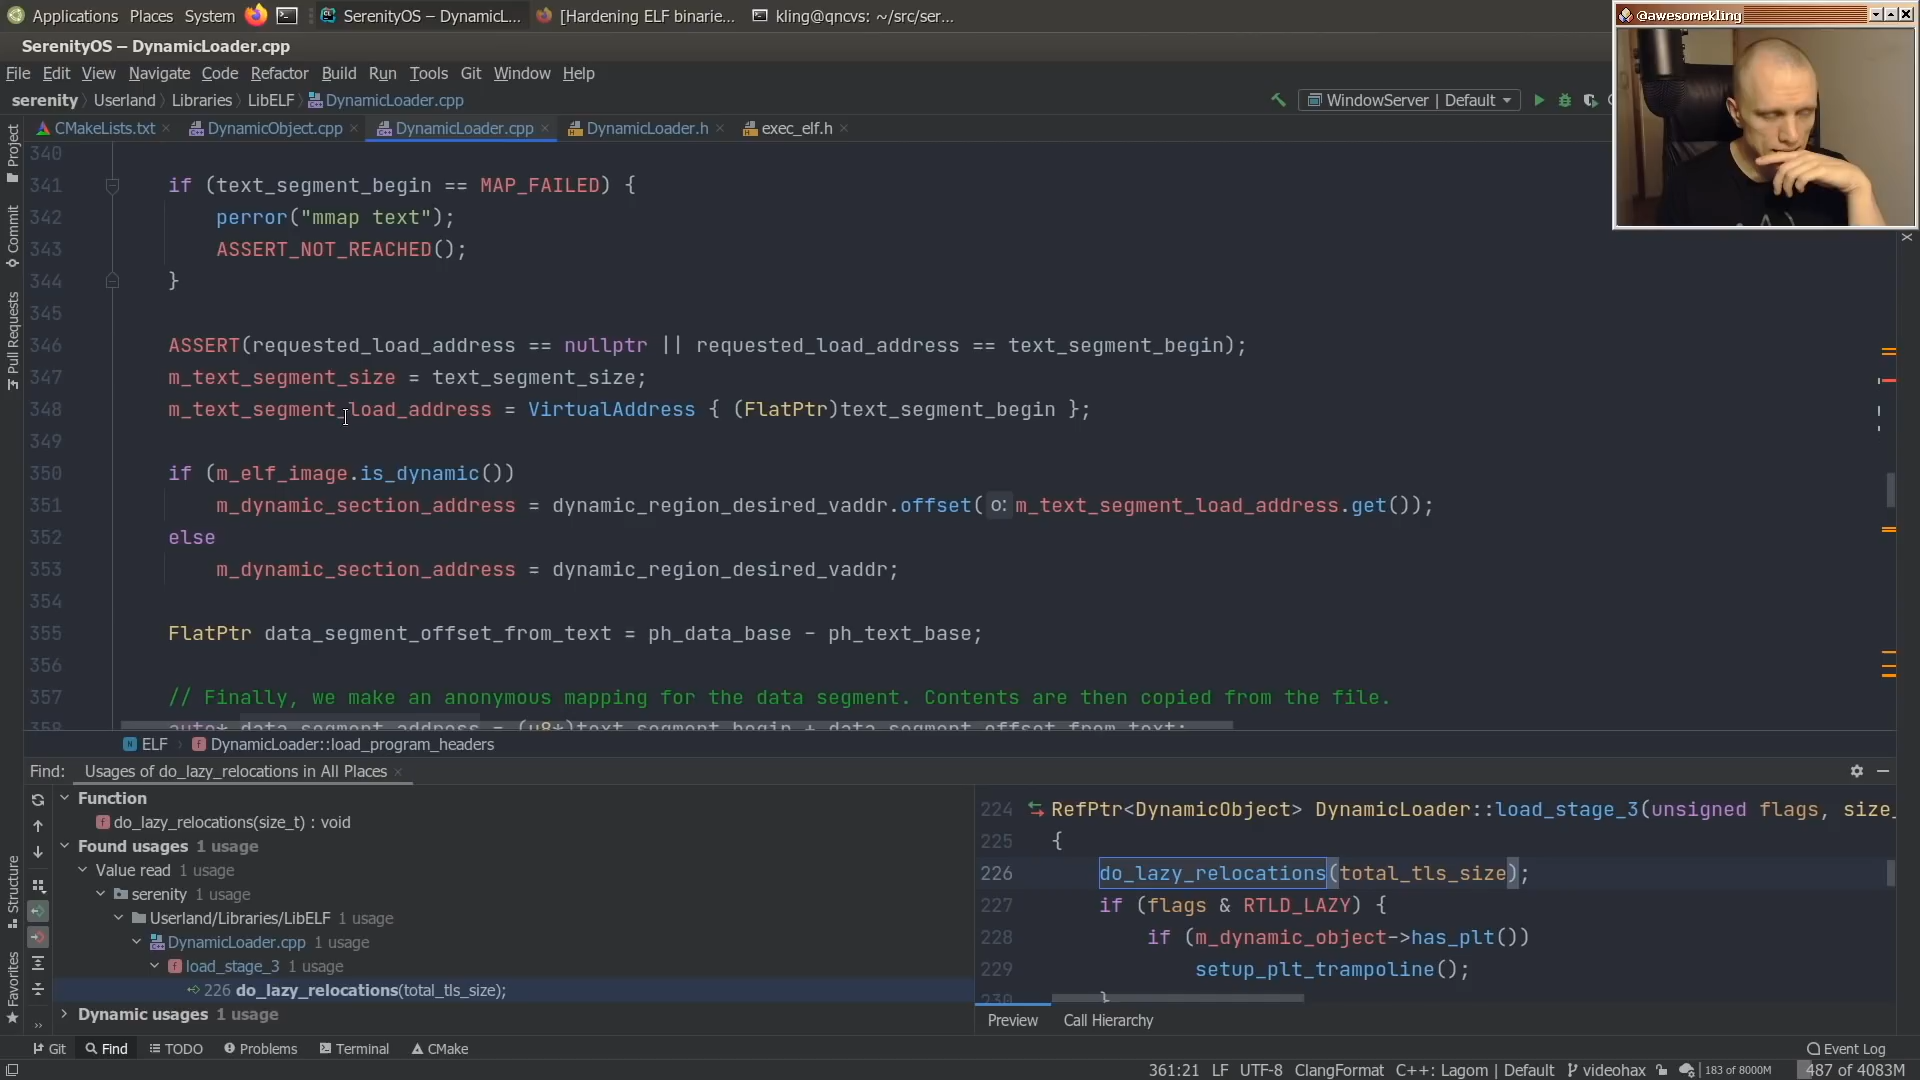 Applications Places System SerenityOS – DynamicL... [Hardening ELF binarie... kling@qncvs: ~/src/ser...
@awesomekling
SerenityOS – DynamicLoader.cpp
File Edit View Navigate Code Refactor Build Run Tools Git Window Help
serenity Userland Libraries LibELF DynamicLoader.cpp WindowServer | Default
CMakeLists.txt DynamicObject.cpp DynamicLoader.cpp DynamicLoader.h exec_elf.h
Project
Commit
Pull Requests
Structure
Favorites
340
341 if (text_segment_begin == MAP_FAILED) {
342 perror("mmap text");
343 ASSERT_NOT_REACHED();
344 }
345
346 ASSERT(requested_load_address == nullptr || requested_load_address == text_segment_begin);
347 m_text_segment_size = text_segment_size;
348 m_text_segment_load_address = VirtualAddress { (FlatPtr)text_segment_begin };
349
350 if (m_elf_image.is_dynamic())
351 m_dynamic_section_address = dynamic_region_desired_vaddr.offset( o: m_text_segment_load_address.get());
352 else
353 m_dynamic_section_address = dynamic_region_desired_vaddr;
354
355 FlatPtr data_segment_offset_from_text = ph_data_base - ph_text_base;
356
357 // Finally, we make an anonymous mapping for the data segment. Contents are then copied from the file.
358 auto* data_segment_address = (u8*)text_segment_begin + data_segment_offset_from_text;
ELF DynamicLoader::load_program_headers
Find: Usages of do_lazy_relocations in All Places
Function
do_lazy_relocations(size_t) : void
Found usages 1 usage
Value read 1 usage
serenity 1 usage
Userland/Libraries/LibELF 1 usage
DynamicLoader.cpp 1 usage
load_stage_3 1 usage
226 do_lazy_relocations(total_tls_size);
Dynamic usages 1 usage
224 RefPtr<DynamicObject> DynamicLoader::load_stage_3(unsigned flags, size_
225 {
226 do_lazy_relocations(total_tls_size);
227 if (flags & RTLD_LAZY) {
228 if (m_dynamic_object->has_plt())
229 setup_plt_trampoline();
230 }
Preview Call Hierarchy
Git Find TODO Problems Terminal CMake Event Log
361:21 LF UTF-8 ClangFormat C++: Lagom | Default videohax 183 of 8000M 487 of 4083M